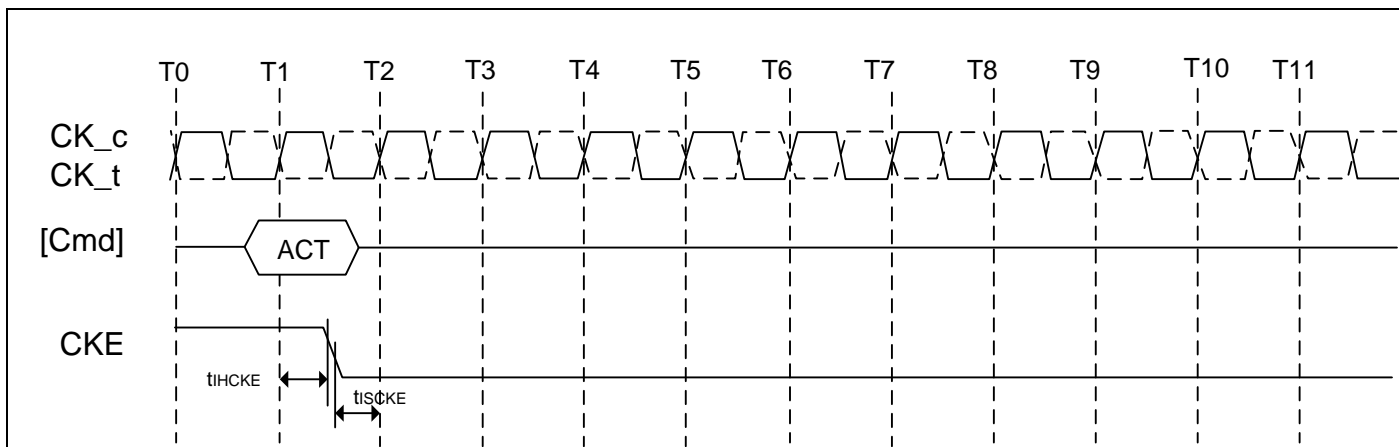 T0 T1 T2 T3 T4 T5 T6 T7 T8 T9 T10 T11
CK_c
CK_t
[Cmd] ACT
CKE
tIHCKE
tISCKE